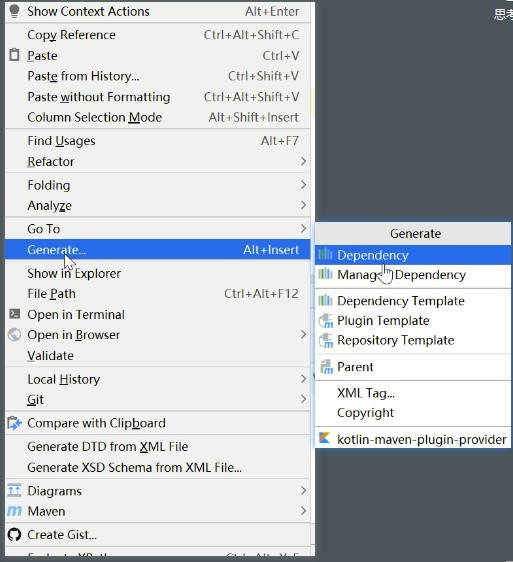 思考
Show Context Actions Alt+Enter
Copy Reference Ctrl+Alt+Shift+C
Paste Ctrl+V
Paste from History... Ctrl+Shift+V
Paste without Formatting Ctrl+Alt+Shift+V
Column Selection Mode Alt+Shift+Insert
Find Usages Alt+F7
Refactor
Folding
Analyze
Go To
Generate... Alt+Insert
Show in Explorer
File Path Ctrl+Alt+F12
Open in Terminal
Open in Browser
Validate
Local History
Git
Compare with Clipboard
Generate DTD from XML File
Generate XSD Schema from XML File...
Diagrams
Maven
Create Gist...
Generate
Dependency
Managed Dependency
Dependency Template
Plugin Template
Repository Template
Parent
XML Tag...
Copyright
kotlin-maven-plugin-provider